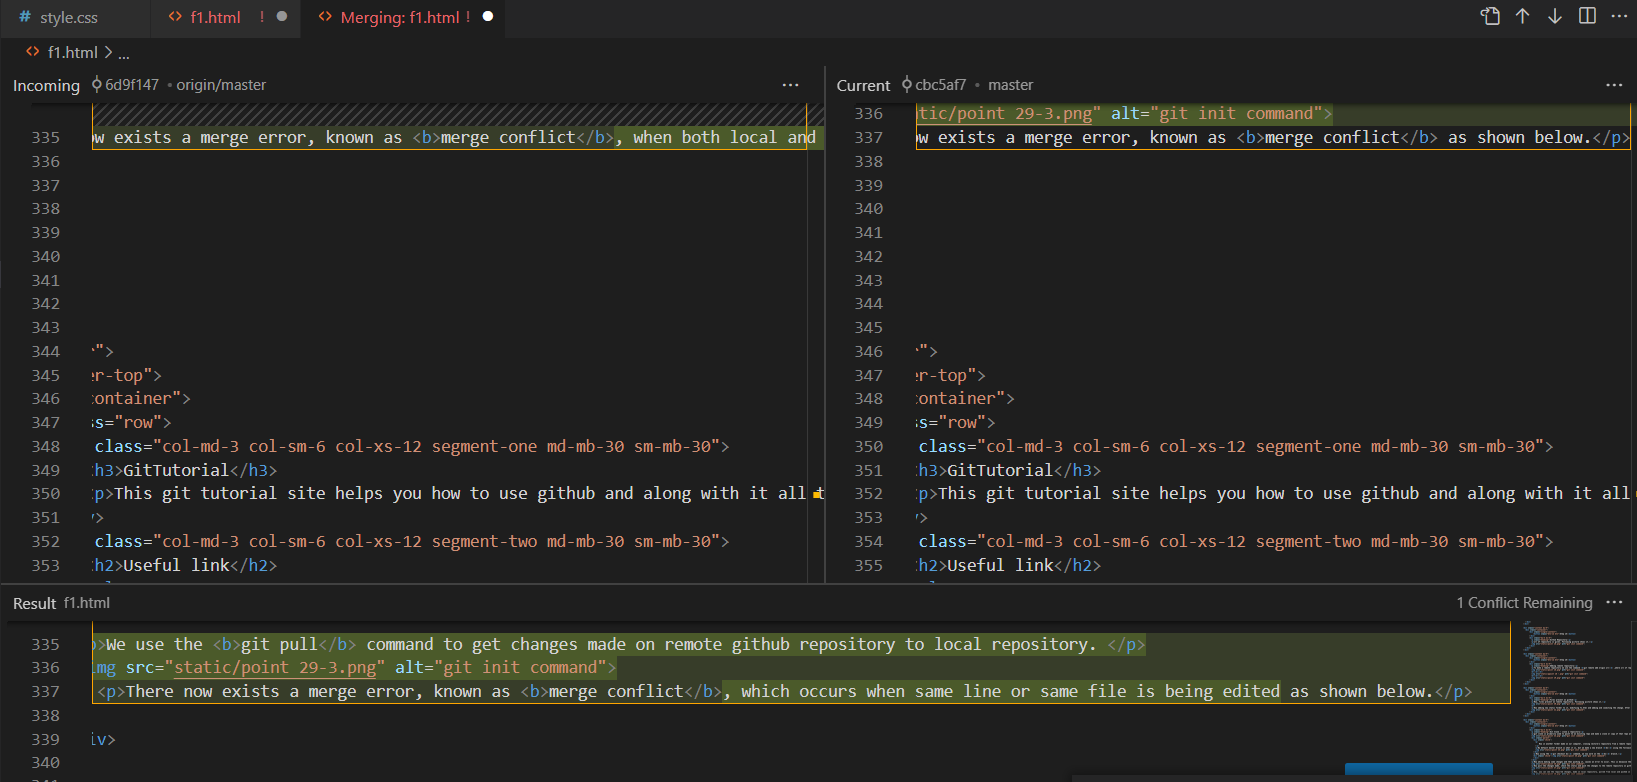 # style.css <> f1.html ! ● <> Merging: f1.html ! ●
<> f1.html > ...
Incoming 6d9f147 • origin/master ...
335 ow exists a merge error, known as <b>merge conflict</b>, when both local and
336
337
338
339
340
341
342
343
344 r">
345 er-top">
346 container">
347 ss="row">
348 class="col-md-3 col-sm-6 col-xs-12 segment-one md-mb-30 sm-mb-30">
349 h3>GitTutorial</h3>
350 p>This git tutorial site helps you how to use github and along with it all t
351 />
352 class="col-md-3 col-sm-6 col-xs-12 segment-two md-mb-30 sm-mb-30">
353 h2>Useful link</h2>
Current cbc5af7 • master ...
336 tic/point 29-3.png" alt="git init command">
337 ow exists a merge error, known as <b>merge conflict</b> as shown below.</p>
338
339
340
341
342
343
344
345
346 r">
347 er-top">
348 container">
349 ss="row">
350 class="col-md-3 col-sm-6 col-xs-12 segment-one md-mb-30 sm-mb-30">
351 h3>GitTutorial</h3>
352 p>This git tutorial site helps you how to use github and along with it all
353 />
354 class="col-md-3 col-sm-6 col-xs-12 segment-two md-mb-30 sm-mb-30">
355 h2>Useful link</h2>
Result f1.html 1 Conflict Remaining ...
335 p>We use the <b>git pull</b> command to get changes made on remote github repository to local repository. </p>
336 img src="static/point 29-3.png" alt="git init command">
337 <p>There now exists a merge error, known as <b>merge conflict</b>, which occurs when same line or same file is being edited as shown below.</p>
338
339 iv>
340